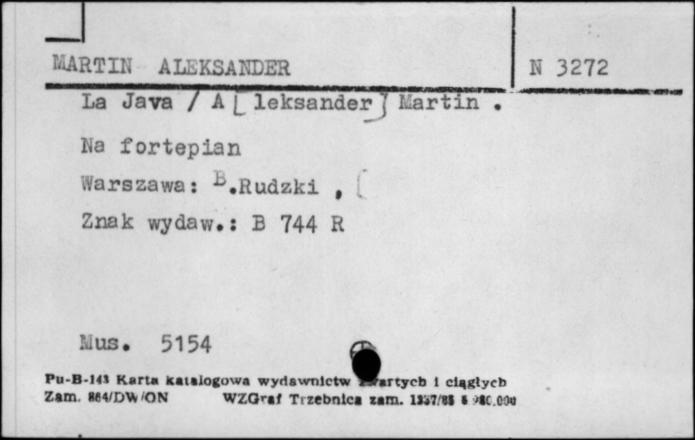 MARTIN ALEKSANDER
N 3272
La Java / A[leksander] Martin .
Na fortepian
Warszawa: B.Rudzki , [
Znak wydaw.: B 744 R
Mus. 5154
Pu-B-143 Karta katalogowa wydawnictw zwartych i ciągłych
Zam. 864/DW/ON WZGraf Trzebnica zam.